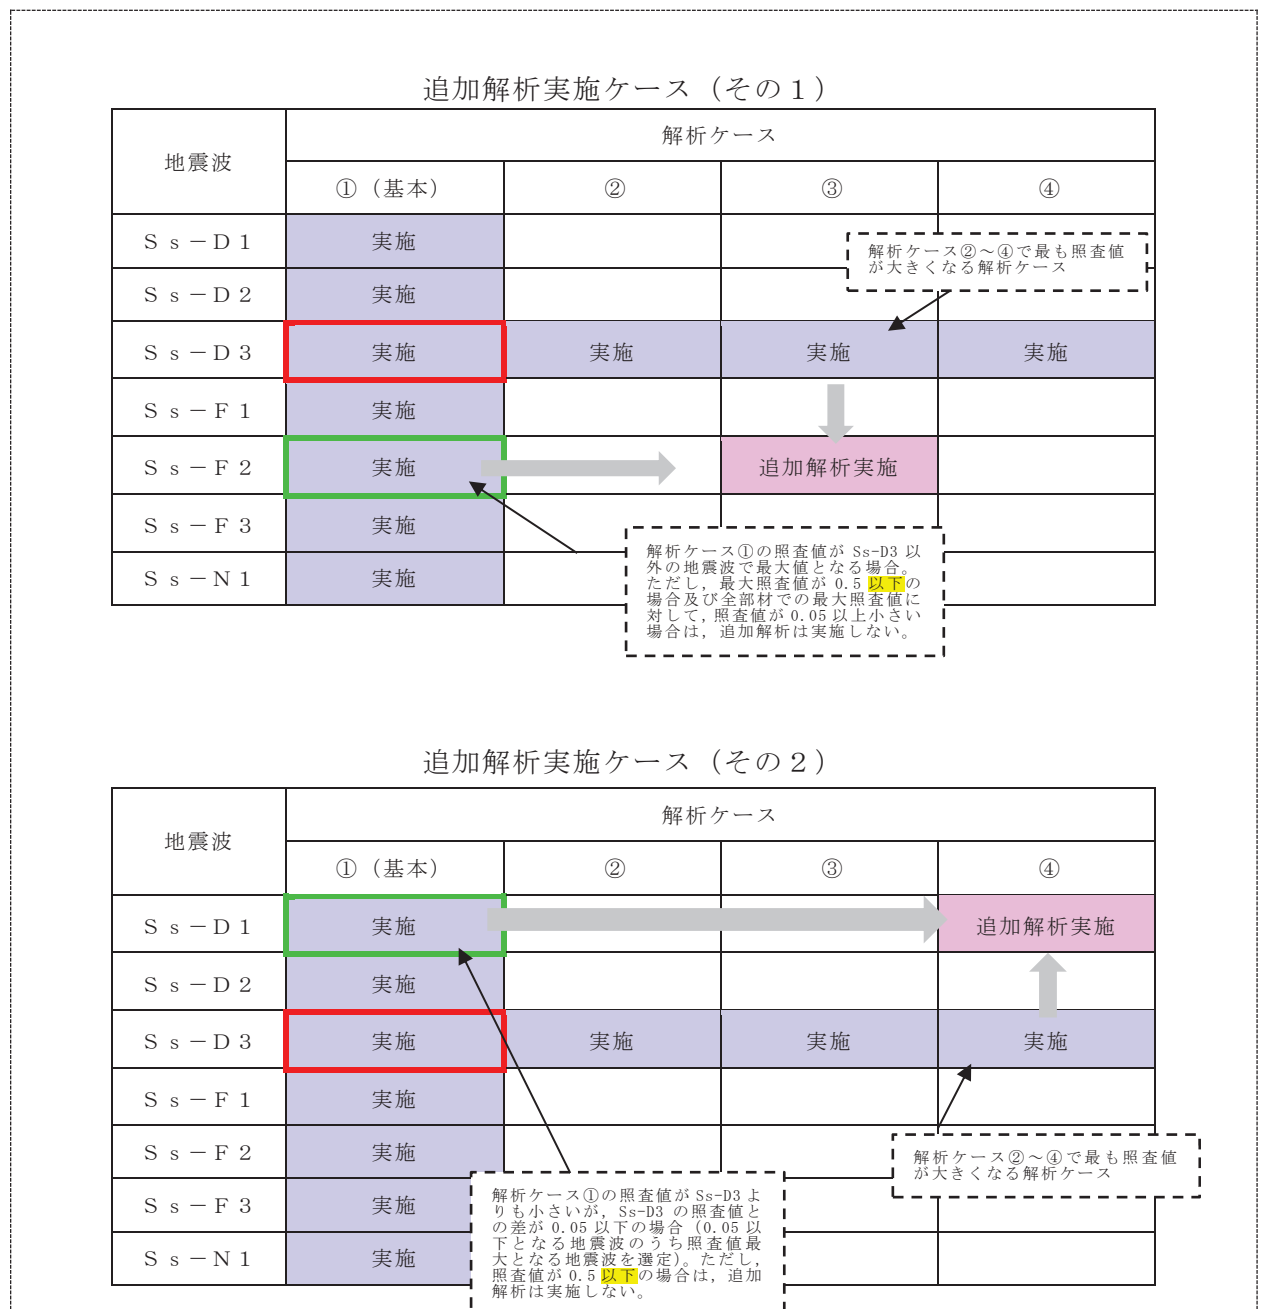 追加解析実施ケース（その１）
地震波
解析ケース
①（基本）
②
③
④
Ｓｓ－Ｄ１
実施
解析ケース②～④で最も照査値
が大きくなる解析ケース
Ｓｓ－Ｄ２
実施
Ｓｓ－Ｄ３
実施
実施
実施
実施
Ｓｓ－Ｆ１
実施
Ｓｓ－Ｆ２
実施
追加解析実施
Ｓｓ－Ｆ３
実施
Ｓｓ－Ｎ１
実施
解析ケース①の照査値が Ss-D3 以
外の地震波で最大値となる場合。
ただし，最大照査値が 0.5 以下の
場合及び全部材での最大照査値に
対して，照査値が 0.05 以上小さい
場合は，追加解析は実施しない。
追加解析実施ケース（その２）
地震波
解析ケース
①（基本）
②
③
④
Ｓｓ－Ｄ１
実施
追加解析実施
Ｓｓ－Ｄ２
実施
Ｓｓ－Ｄ３
実施
実施
実施
実施
Ｓｓ－Ｆ１
実施
Ｓｓ－Ｆ２
実施
解析ケース②～④で最も照査値
が大きくなる解析ケース
Ｓｓ－Ｆ３
実施
Ｓｓ－Ｎ１
実施
解析ケース①の照査値が Ss-D3 よ
りも小さいが，Ss-D3 の照査値と
の差が 0.05 以下の場合（0.05 以
下となる地震波のうち照査値最
大となる地震波を選定）。ただし，
照査値が 0.5 以下の場合は，追加
解析は実施しない。